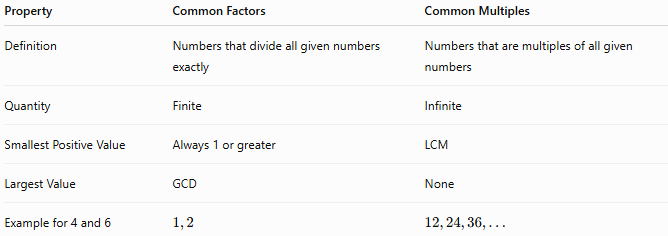 Property Common Factors Common Multiples
Definition Numbers that divide all given numbers exactly Numbers that are multiples of all given numbers
Quantity Finite Infinite
Smallest Positive Value Always 1 or greater LCM
Largest Value GCD None
Example for 4 and 6 1, 2 12, 24, 36, ...